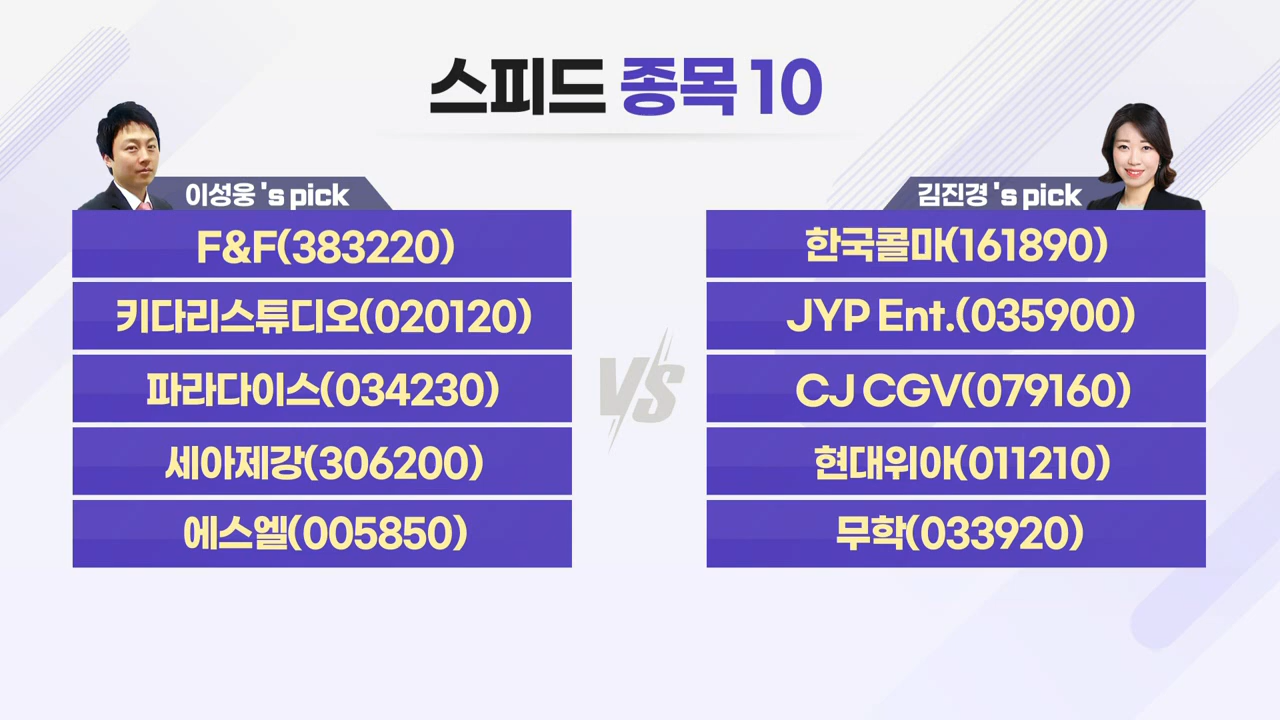 스피드 종목 10
이성웅 's pick
F&F(383220)
키다리스튜디오(020120)
파라다이스(034230)
세아제강(306200)
에스엘(005850)
VS
김진경 's pick
한국콜마(161890)
JYP Ent.(035900)
CJ CGV(079160)
현대위아(011210)
무학(033920)